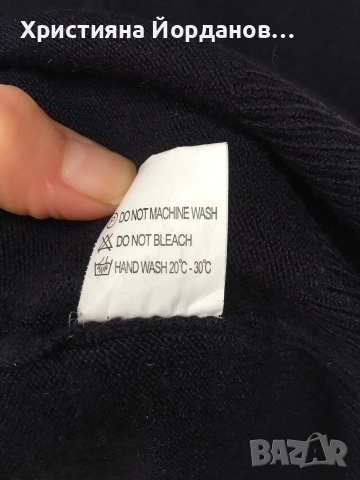 Християна Йорданов...
DO NOT MACHINE WASH
DO NOT BLEACH
HAND WASH 20℃ - 30℃
BAZAR